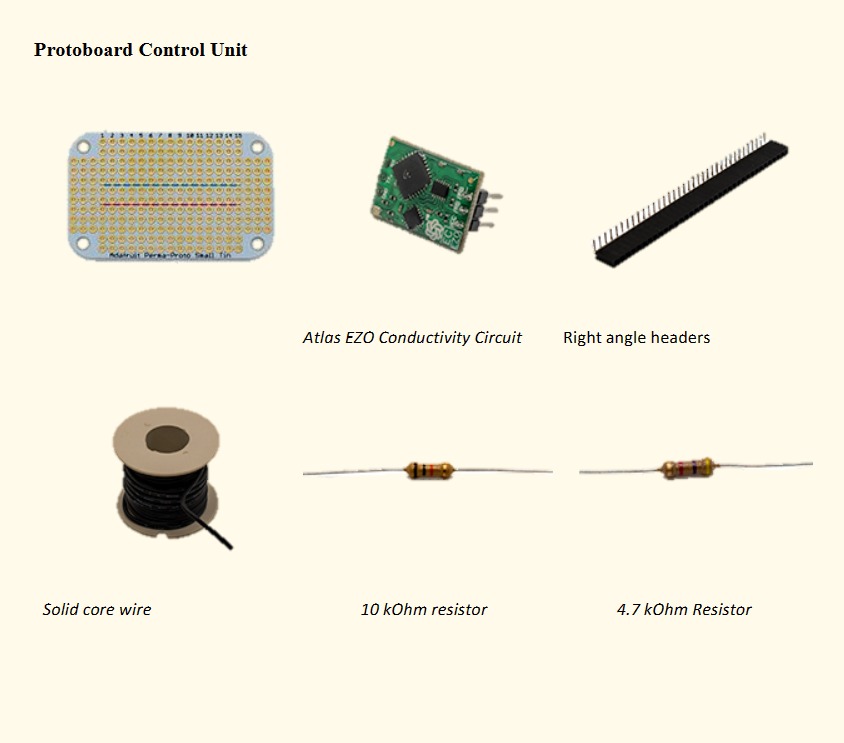 Protoboard Control Unit
1 2 3 4 5 6 7 8 9 10 11 12 13 14 15
Adafruit Perma-Proto Small Tin
Atlas EZO Conductivity Circuit
Right angle headers
Solid core wire
10 kOhm resistor
4.7 kOhm Resistor